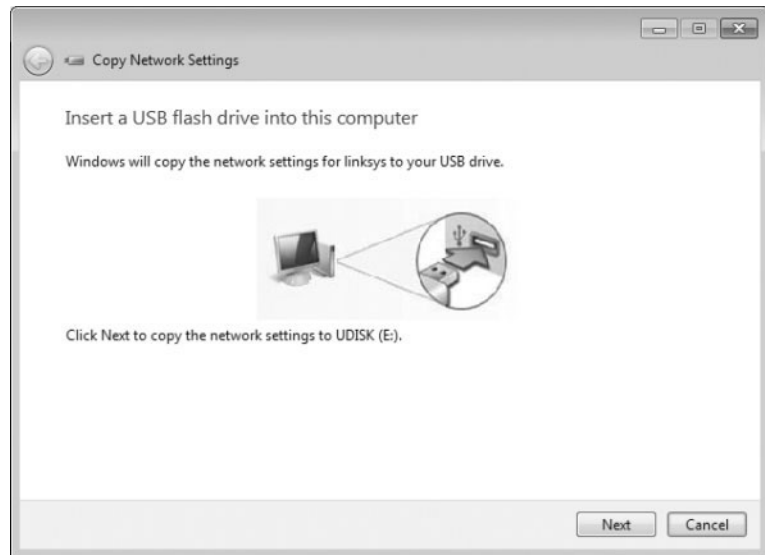 Copy Network Settings
Insert a USB flash drive into this computer
Windows will copy the network settings for linksys to your USB drive.
Click Next to copy the network settings to UDISK (E:).
Next Cancel